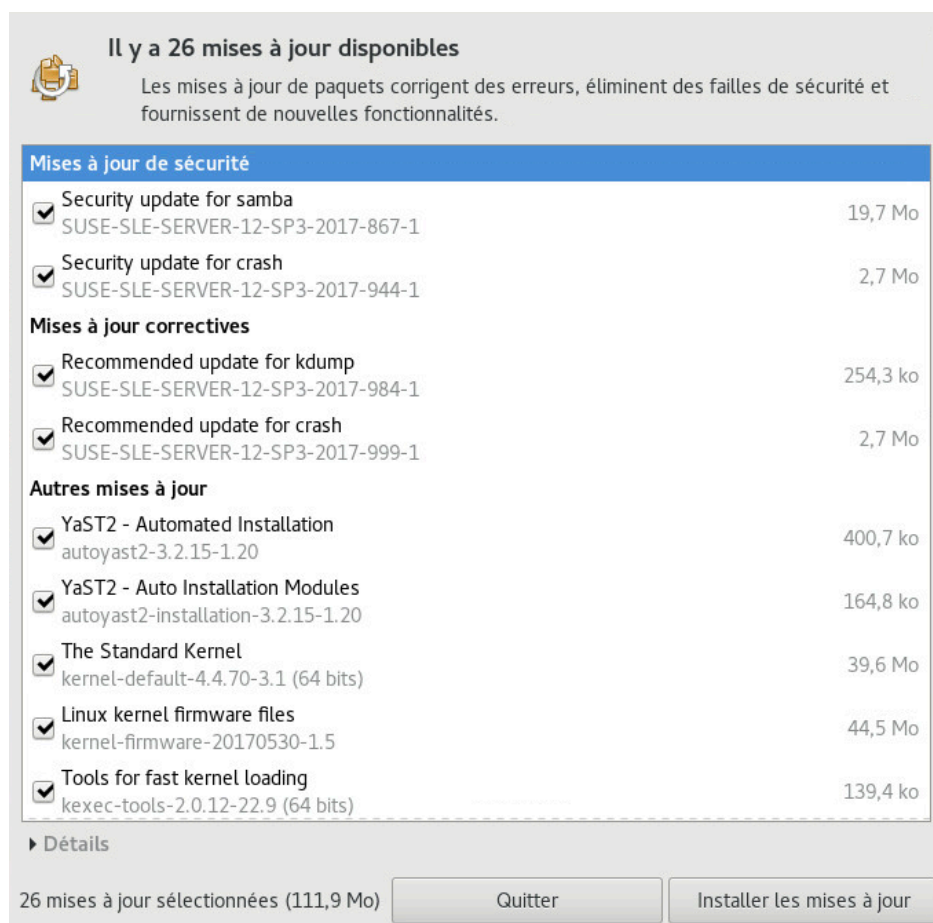 Il y a 26 mises à jour disponibles
Les mises à jour de paquets corrigent des erreurs, éliminent des failles de sécurité et
fournissent de nouvelles fonctionnalités.
Mises à jour de sécurité
Security update for samba
SUSE-SLE-SERVER-12-SP3-2017-867-1
19,7 Mo
Security update for crash
SUSE-SLE-SERVER-12-SP3-2017-944-1
2,7 Mo
Mises à jour correctives
Recommended update for kdump
SUSE-SLE-SERVER-12-SP3-2017-984-1
254,3 ko
Recommended update for crash
SUSE-SLE-SERVER-12-SP3-2017-999-1
2,7 Mo
Autres mises à jour
YaST2 - Automated Installation
autoyast2-3.2.15-1.20
400,7 ko
YaST2 - Auto Installation Modules
autoyast2-installation-3.2.15-1.20
164,8 ko
The Standard Kernel
kernel-default-4.4.70-3.1 (64 bits)
39,6 Mo
Linux kernel firmware files
kernel-firmware-20170530-1.5
44,5 Mo
Tools for fast kernel loading
kexec-tools-2.0.12-22.9 (64 bits)
139,4 ko
Détails
26 mises à jour sélectionnées (111,9 Mo)
Quitter
Installer les mises à jour